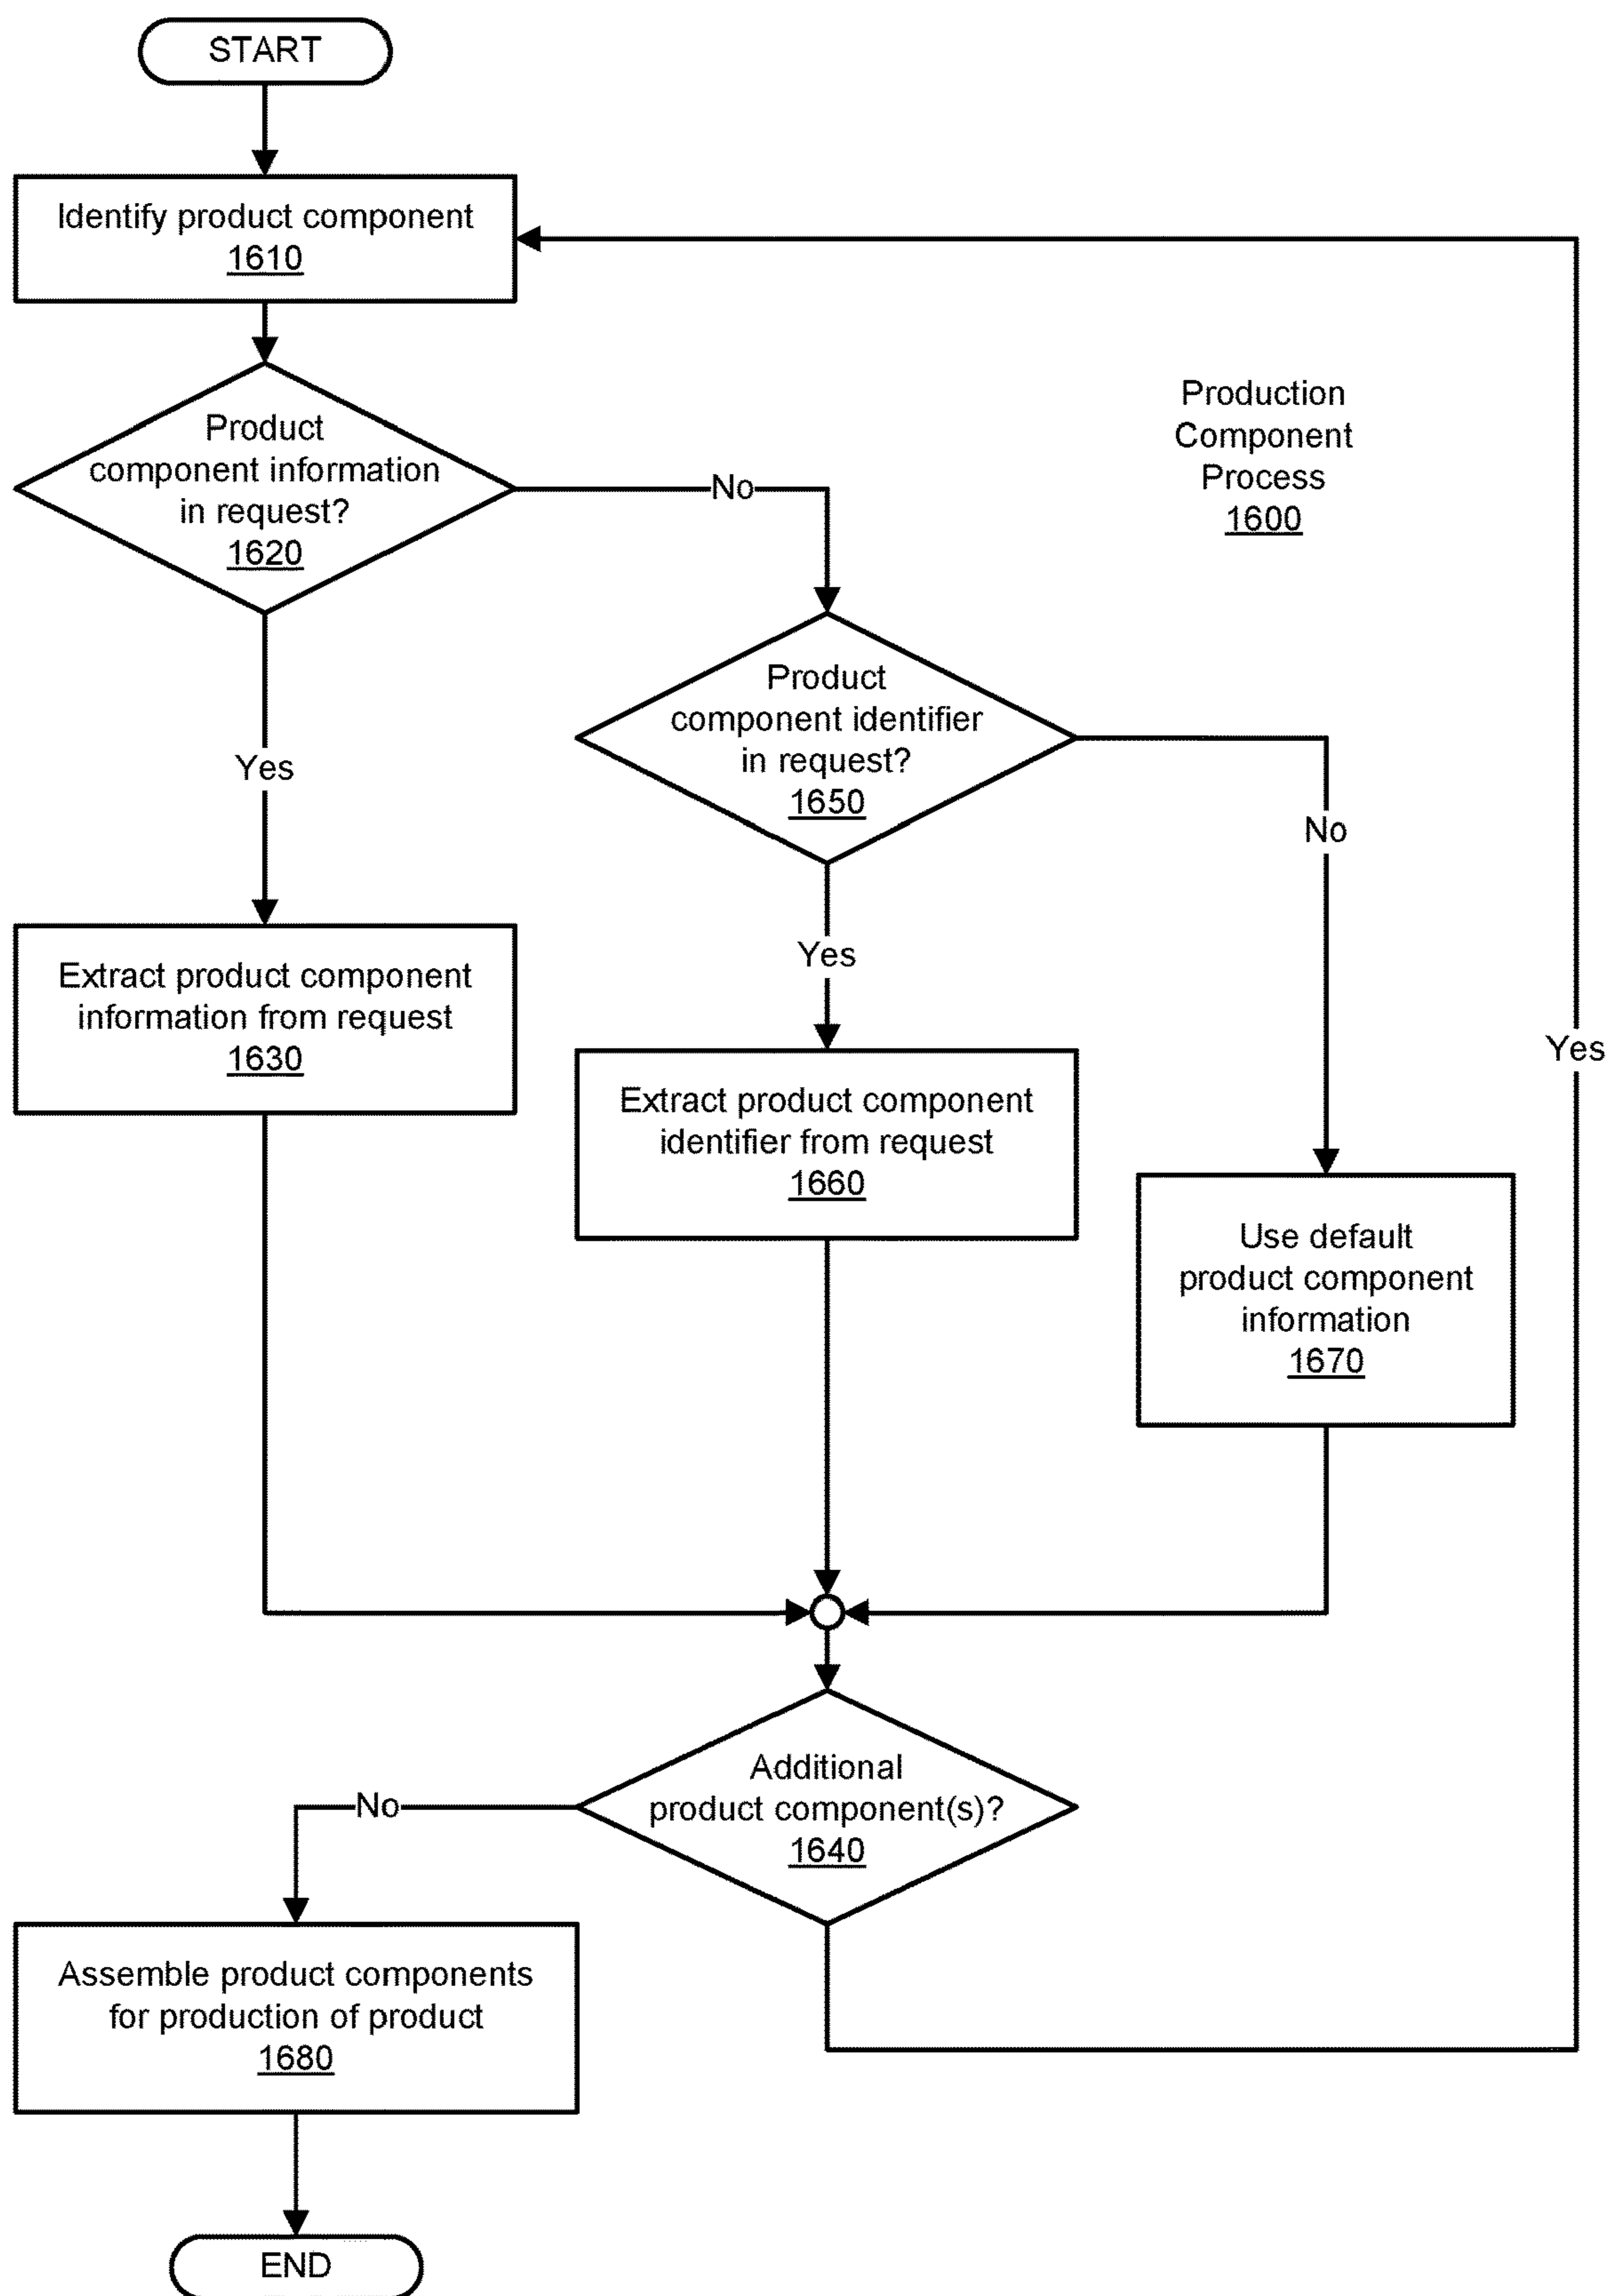 START
Identify product component
1610
Production
Component
Process
1600
Product
component information
in request?
1620
No
Product
component identifier
in request?
1650
Yes
No
Yes
Extract product component
information from request
1630
Yes
Extract product component
identifier from request
1660
Use default
product component
information
1670
Additional
product component(s)?
1640
No
Assemble product components
for production of product
1680
END